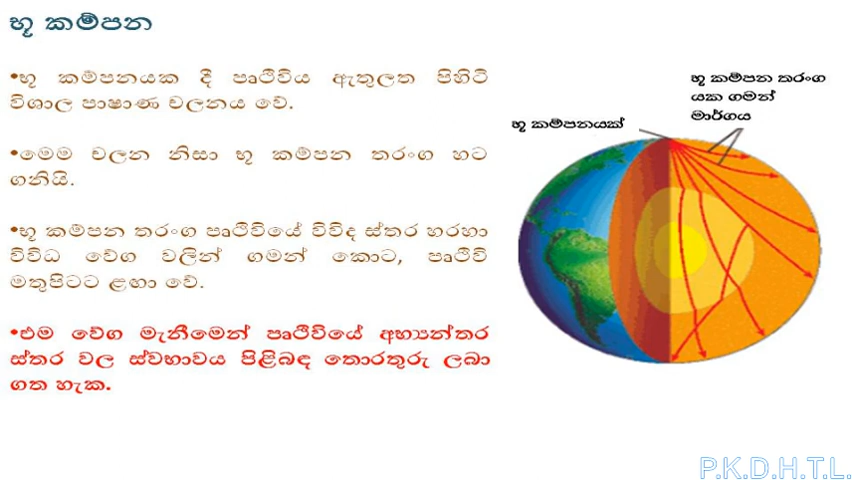 භූ කම්පන
•භූ කම්පනයක දී පෘථිවිය ඇතුලත පිහිටි
විශාල පාෂාණ චලනය වේ.
•මෙම චලන නිසා භූ කම්පන තරංග හට
ගනියි.
•භූ කම්පන තරංග පෘථිවියේ විවිද ස්තර හරහා
විවිධ වේග වලින් ගමන් කොට, පෘථිවි
මතුපිටට ළඟා වේ.
•එම වේග මැනීමෙන් පෘථිවියේ අභ්‍යන්තර
ස්තර වල ස්වභාවය පිළිබඳ තොරතුරු ලබා
ගත හැක.
භූ කම්පන තරංග
යක ගමන්
මාර්ගය
භූ කම්පනයක්
P.K.D.H.T.L.